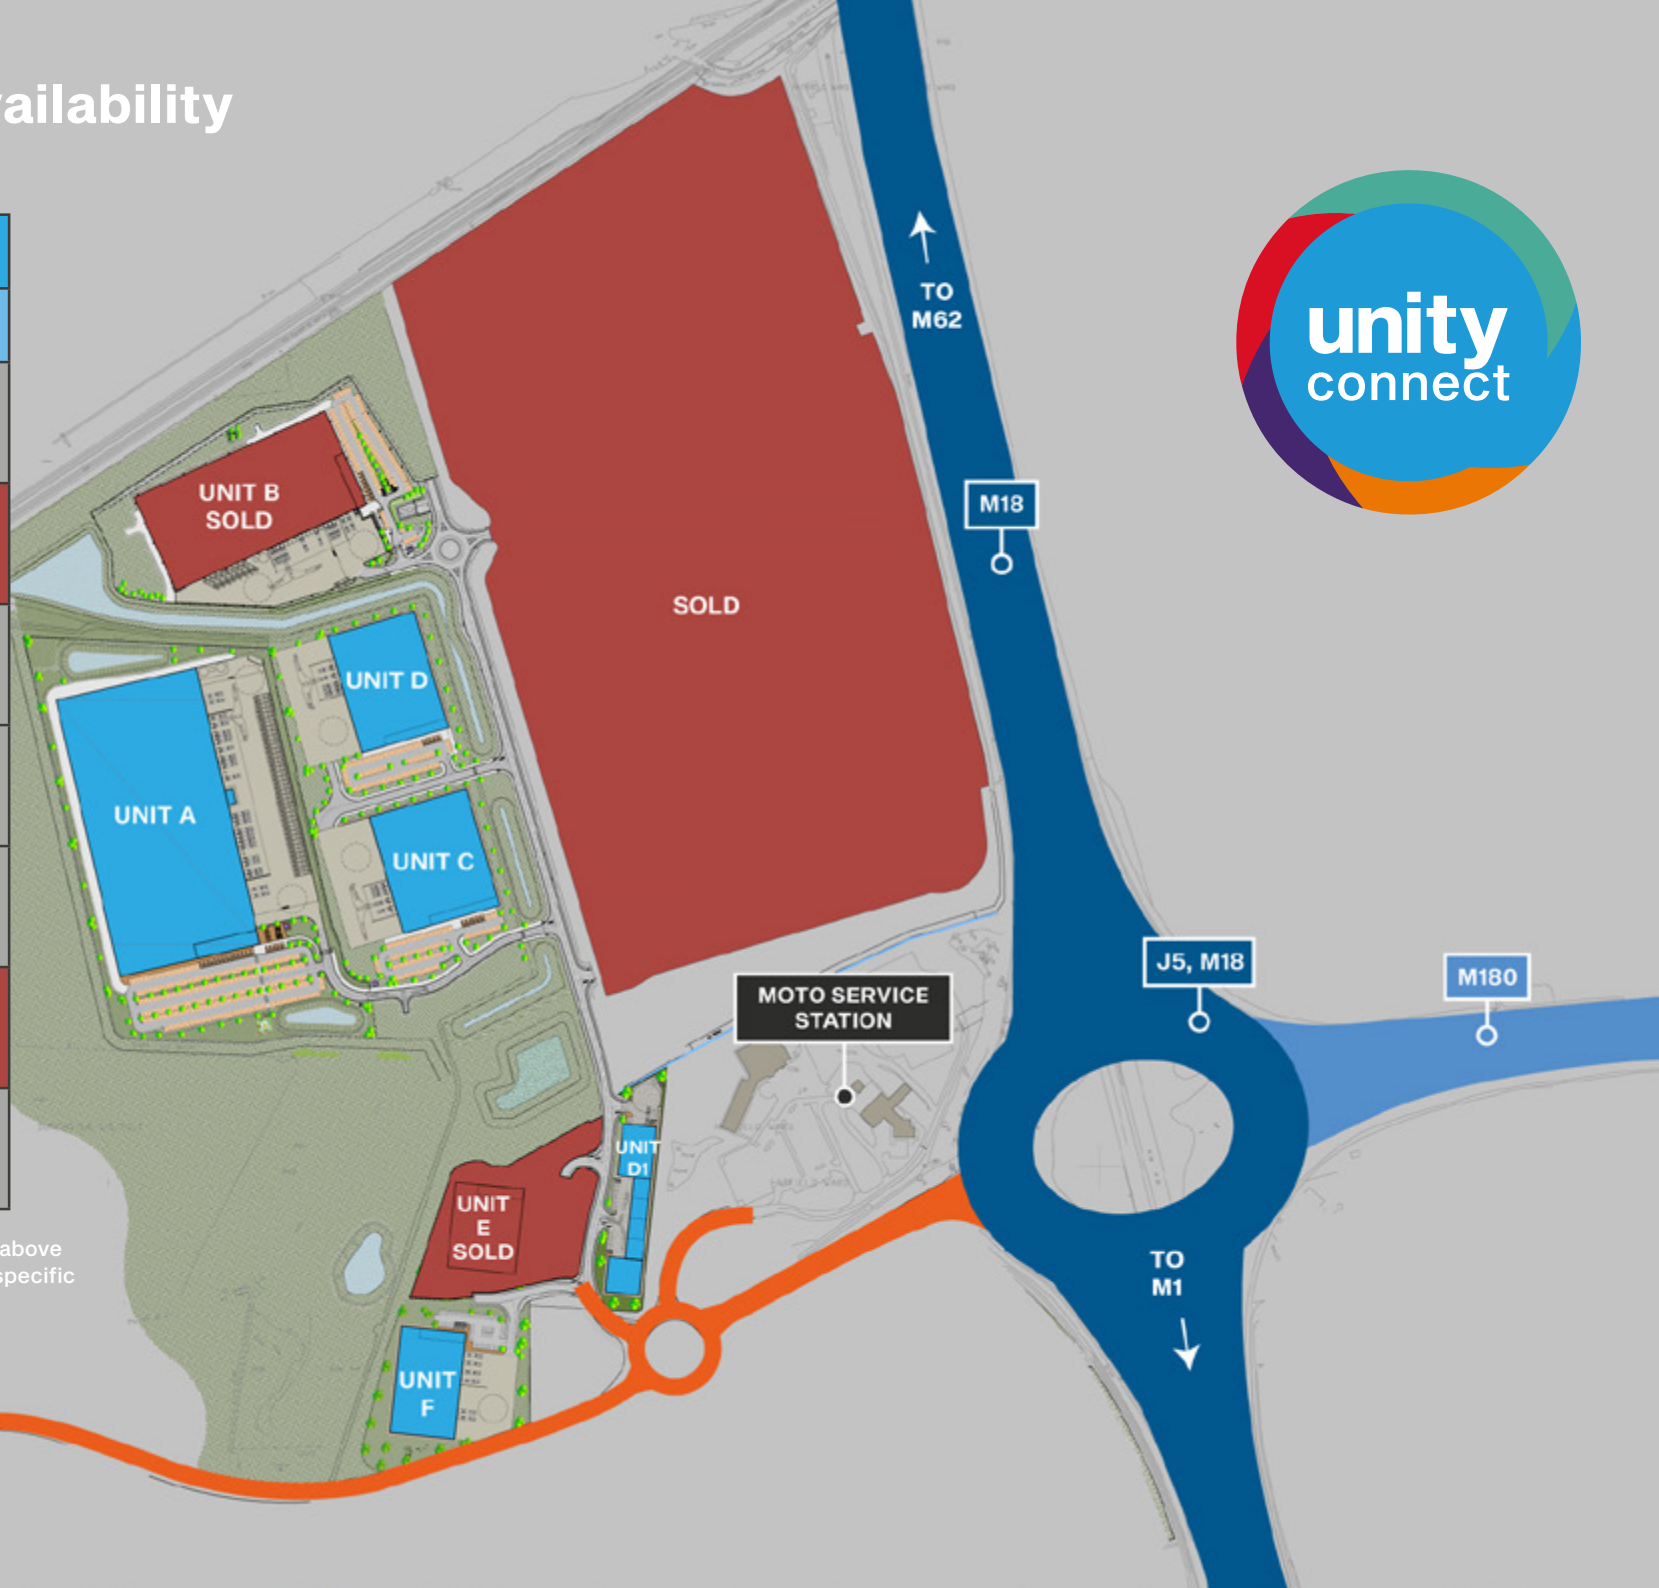 ailability
unity
connect
TO
M62
M18
UNIT B
SOLD
SOLD
UNIT D
UNIT A
UNIT C
J5, M18
M180
MOTO SERVICE
STATION
UNIT
D1
UNIT
E
SOLD
above
specific
TO
M1
UNIT
F